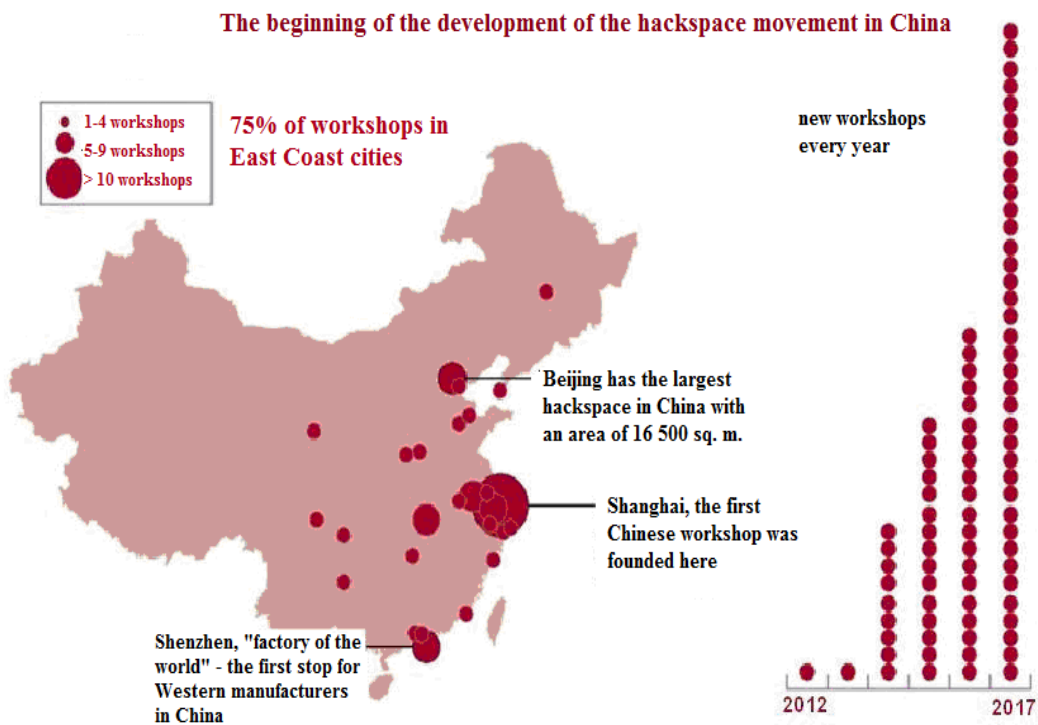 The beginning of the development of the hackspace movement in China
1-4 workshops
5-9 workshops
> 10 workshops
75% of workshops in
East Coast cities
new workshops
every year
Beijing has the largest
hackspace in China with
an area of 16 500 sq. m.
Shanghai, the first
Chinese workshop was
founded here
Shenzhen, "factory of the
world" - the first stop for
Western manufacturers
in China
2012
2017